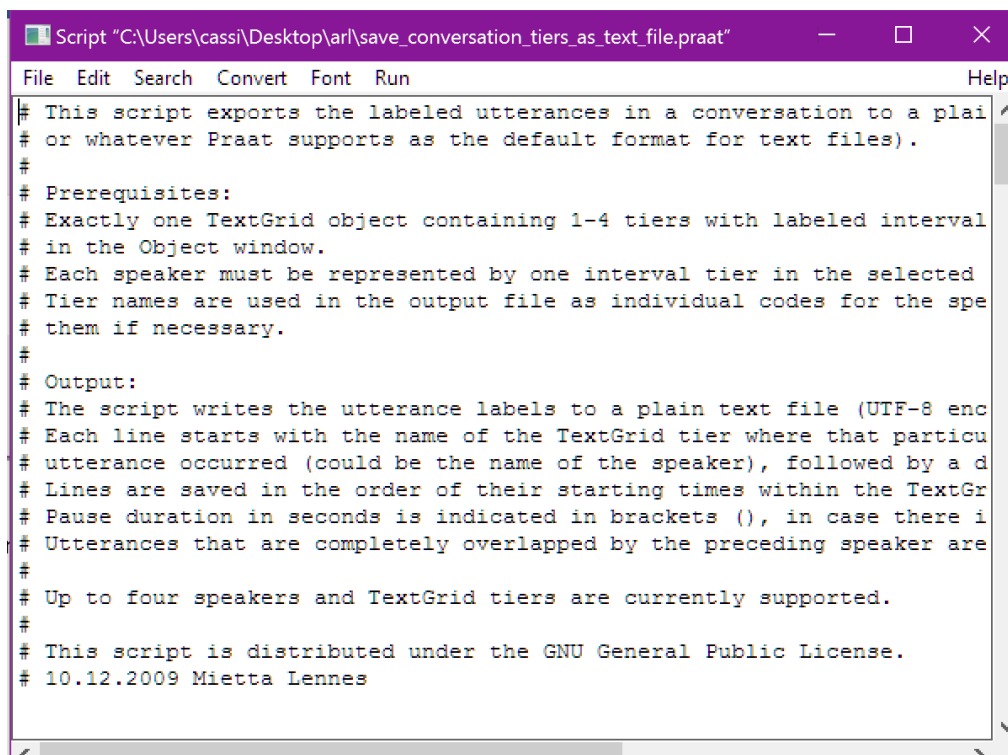 Script “C:\Users\cassi\Desktop\arl\save_conversation_tiers_as_text_file.praat”
File Edit Search Convert Font Run Help
# This script exports the labeled utterances in a conversation to a plai
# or whatever Praat supports as the default format for text files).
#
# Prerequisites:
# Exactly one TextGrid object containing 1-4 tiers with labeled interval
# in the Object window.
# Each speaker must be represented by one interval tier in the selected
# Tier names are used in the output file as individual codes for the spe
# them if necessary.
#
# Output:
# The script writes the utterance labels to a plain text file (UTF-8 enc
# Each line starts with the name of the TextGrid tier where that particu
# utterance occurred (could be the name of the speaker), followed by a d
# Lines are saved in the order of their starting times within the TextGr
# Pause duration in seconds is indicated in brackets (), in case there i
# Utterances that are completely overlapped by the preceding speaker are
#
# Up to four speakers and TextGrid tiers are currently supported.
#
# This script is distributed under the GNU General Public License.
# 10.12.2009 Mietta Lennes